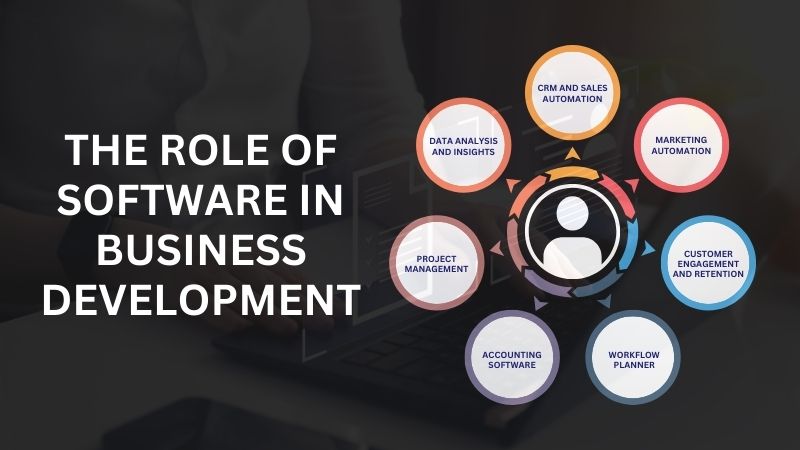 THE ROLE OF
SOFTWARE IN
BUSINESS
DEVELOPMENT
CRM AND SALES
AUTOMATION
MARKETING
AUTOMATION
CUSTOMER
ENGAGEMENT
AND RETENTION
WORKFLOW
PLANNER
ACCOUNTING
SOFTWARE
PROJECT
MANAGEMENT
DATA ANALYSIS
AND INSIGHTS